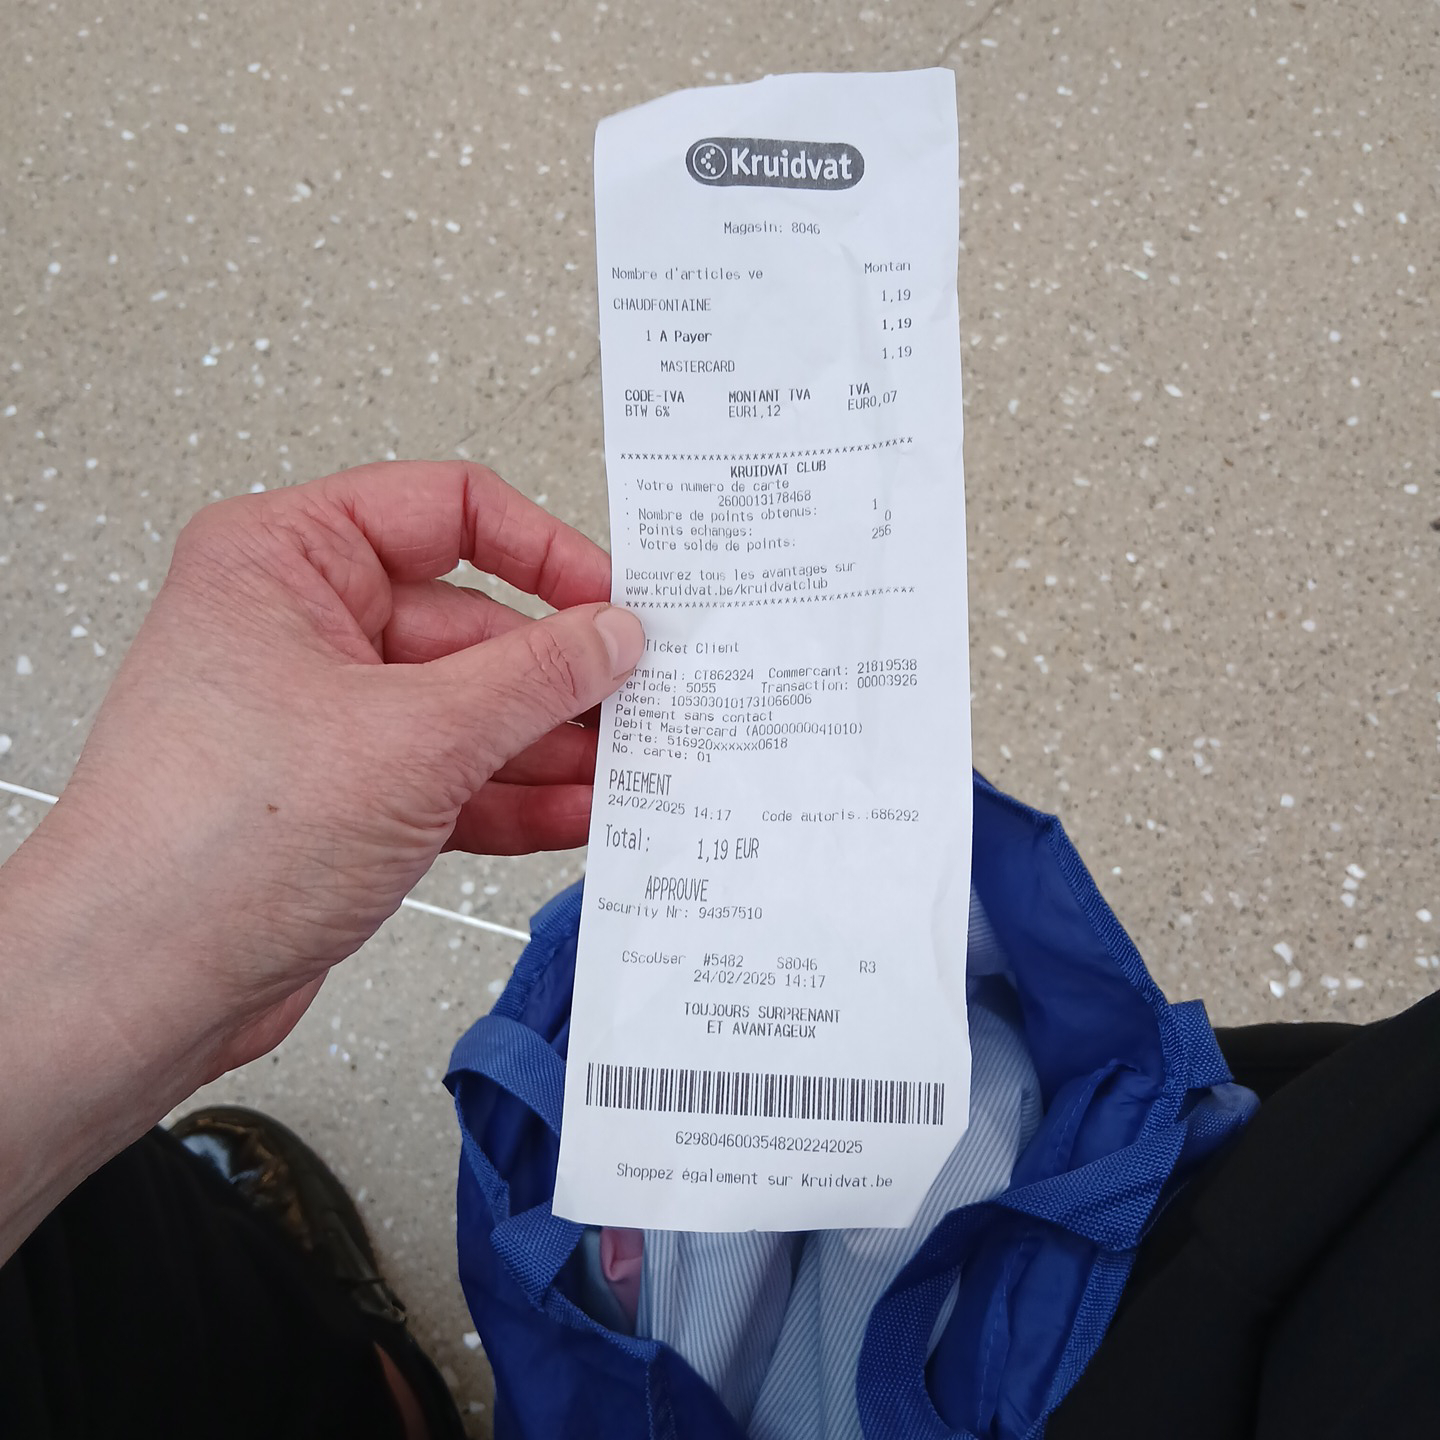 Kruidvat
Magasin: 8046
Nombre d'articles ve Montan
CHAUDFONTAINE 1,19
1 A Payer 1,19
MASTERCARD 1.19
CODE-TVA MONTANT TVA TVA
BTW 6% EUR1,12 EUR0,07
****************************************
KRUIDVAT CLUB
· Votre numero de carte
· 2600013178468
· Nombre de points obtenus: 1
· Points echanges: 0
· Votre solde de points: 256
Decouvrez tous les avantages sur
www.kruidvat.be/kruidvatclub
****************************************
Ticket Client
erminal: CT862324 Commercant: 21819538
eriode: 5055 Transaction: 00003926
Token: 1053030101731066006
Paiement sans contact
Debit Mastercard (A0000000041010)
Carte: 516920xxxxxx0618
No. carte: 01
PAIEMENT
24/02/2025 14:17 Code autoris.:686292
Total: 1,19 EUR
APPROUVE
Security Nr: 94357510
CScoUser #5482 S8046 R3
24/02/2025 14:17
TOUJOURS SURPRENANT
ET AVANTAGEUX
6298046003548202242025
Shoppez également sur Kruidvat.be